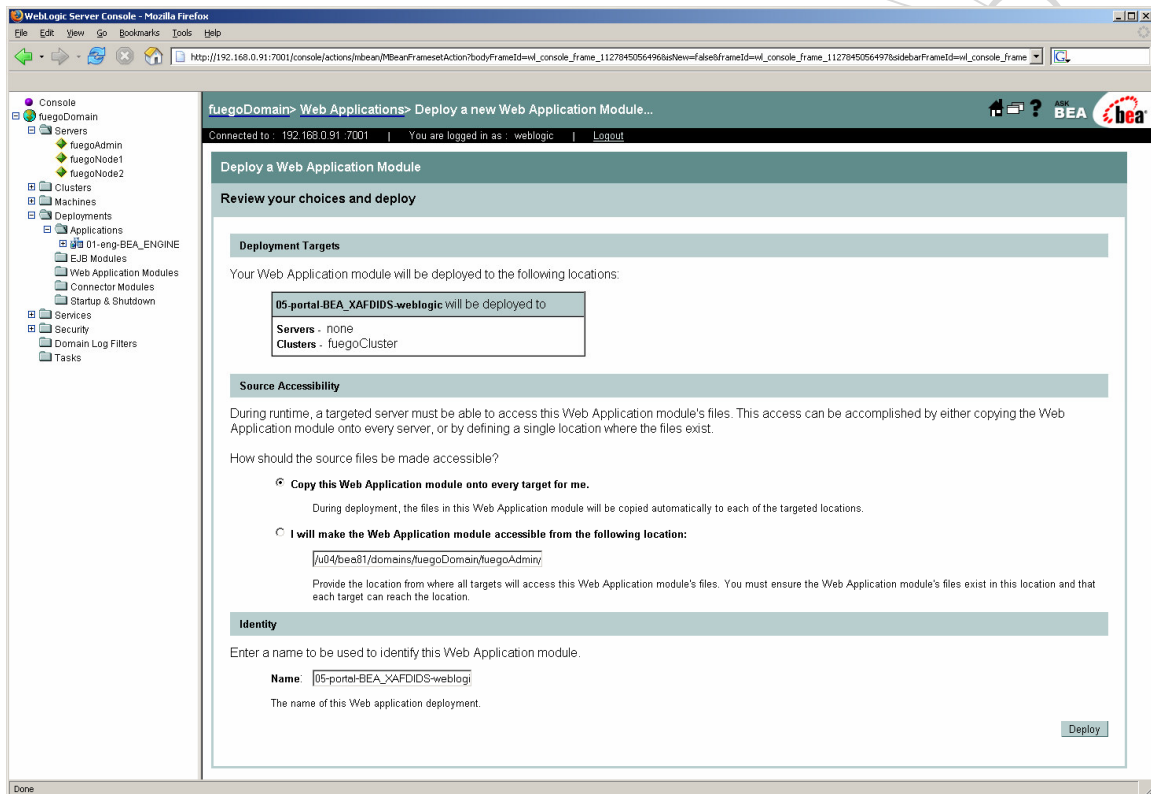 WebLogic Server Console - Mozilla Firefox
File Edit View Go Bookmarks Tools Help
http://192.168.0.91:7001/console/actions/mbean/MBeanFramesetAction?bodyFrameId=wl_console_frame_1127845056496&isNew=false&frameId=wl_console_frame_1127845056497&sidebarFrameId=wl_console_frame
Console
fuegoDomain
Servers
fuegoAdmin
fuegoNode1
fuegoNode2
Clusters
Machines
Deployments
Applications
01-eng-BEA_ENGINE
EJB Modules
Web Application Modules
Connector Modules
Startup & Shutdown
Services
Security
Domain Log Filters
Tasks
fuegoDomain> Web Applications> Deploy a new Web Application Module...
? ASK BEA bea
Connected to : 192.168.0.91 :7001 | You are logged in as : weblogic | Logout
Deploy a Web Application Module
Review your choices and deploy
Deployment Targets
Your Web Application module will be deployed to the following locations:
05-portal-BEA_XAFDIDS-weblogic will be deployed to
Servers - none
Clusters - fuegoCluster
Source Accessibility
During runtime, a targeted server must be able to access this Web Application module's files. This access can be accomplished by either copying the Web
Application module onto every server, or by defining a single location where the files exist.
How should the source files be made accessible?
Copy this Web Application module onto every target for me.
During deployment, the files in this Web Application module will be copied automatically to each of the targeted locations.
I will make the Web Application module accessible from the following location:
/u04/bea81/domains/fuegoDomain/fuegoAdmin/
Provide the location from where all targets will access this Web Application module's files. You must ensure the Web Application module's files exist in this location and that
each target can reach the location.
Identity
Enter a name to be used to identify this Web Application module.
Name: 05-portal-BEA_XAFDIDS-weblogi
The name of this Web application deployment.
Deploy
Done